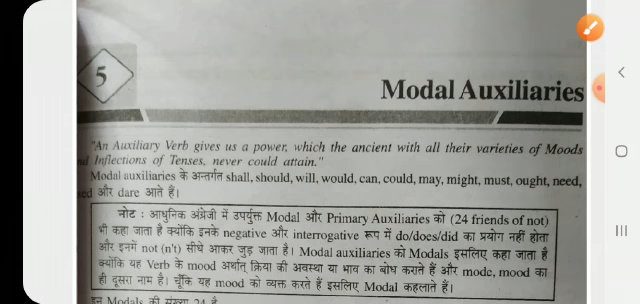 5
Modal Auxiliaries
"An Auxiliary Verb gives us a power, which the ancient with all their varieties of Moods
Inflections of Tenses, never could attain."
Modal auxiliaries के अन्तर्गत shall, should, will, would, can, could, may, might, must, ought, need,
और dare आते हैं।
नोट : आधुनिक अंग्रेजी में उपर्युक्त Modal और Primary Auxiliaries को (24 friends of not)
भी कहा जाता है क्योंकि इनके negative और interrogative रूप में do/does/did का प्रयोग नहीं होता
और इनमें not (n't) सीधे आकर जुड़ जाता है। Modal auxiliaries को Modals इसलिए कहा जाता है
क्योंकि यह Verb के mood अर्थात् क्रिया की अवस्था या भाव का बोध कराते हैं और mode, mood का
ही दूसरा नाम है। चूँकि यह mood को व्यक्त करते हैं इसलिए Modal कहलाते हैं।
इन Modals की संख्या 24 है